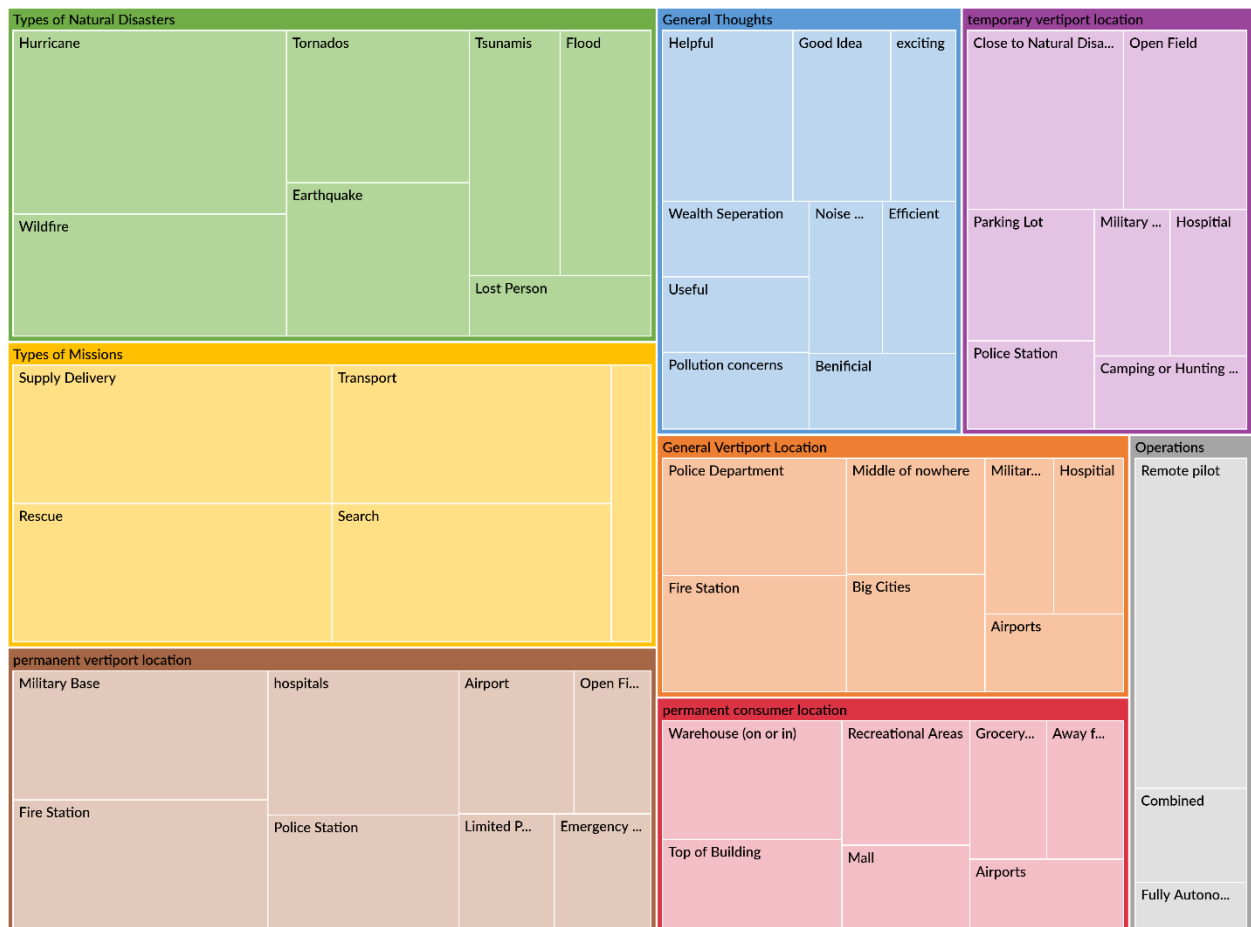 Types of Natural Disasters
Hurricane
Tornados
Tsunamis
Flood
Wildfire
Earthquake
Lost Person
Types of Missions
Supply Delivery
Transport
Rescue
Search
permanent vertiport location
Military Base
hospitals
Airport
Open Fi...
Fire Station
Police Station
Limited P...
Emergency ...
General Thoughts
Helpful
Good Idea
exciting
Wealth Seperation
Noise ...
Efficient
Useful
Pollution concerns
Benificial
temporary vertiport location
Close to Natural Disa...
Open Field
Parking Lot
Military ...
Hospitial
Police Station
Camping or Hunting ...
General Vertiport Location
Police Department
Middle of nowhere
Militar...
Hospitial
Fire Station
Big Cities
Airports
permanent consumer location
Warehouse (on or in)
Recreational Areas
Grocery...
Away f...
Top of Building
Mall
Airports
Operations
Remote pilot
Combined
Fully Autono...